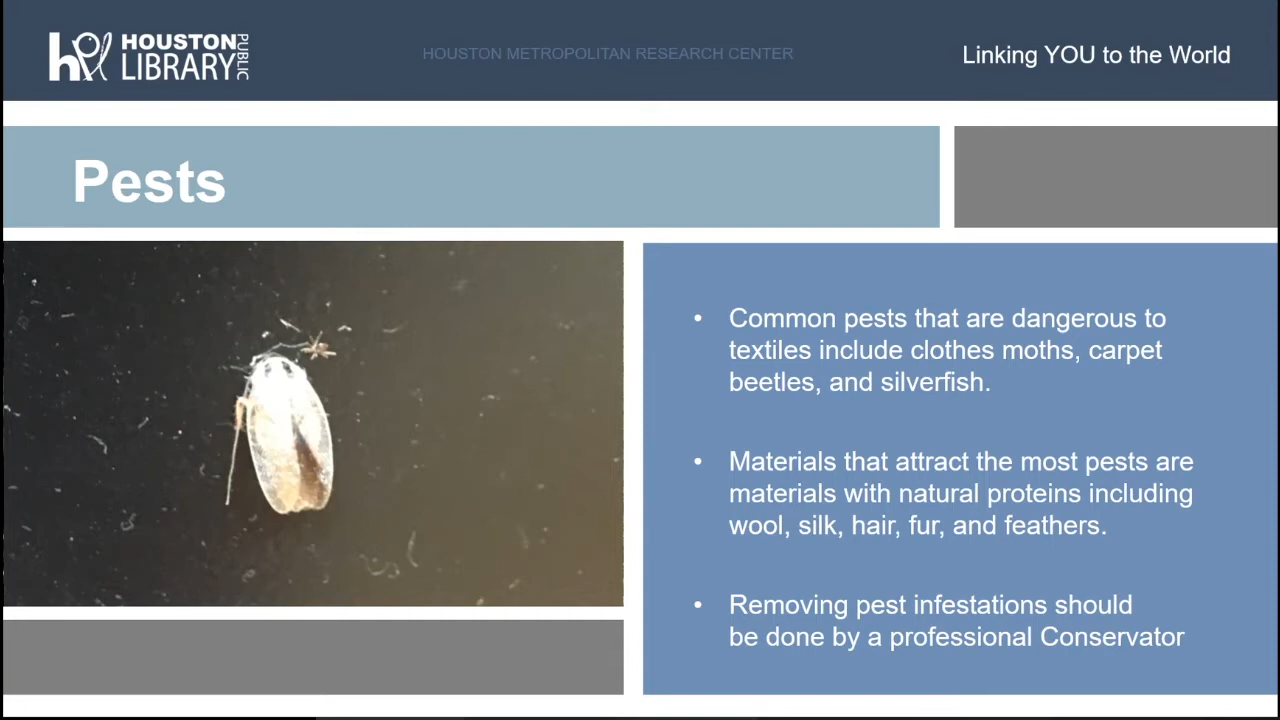 HOUSTON
LIBRARY
PUBLIC
HOUSTON METROPOLITAN RESEARCH CENTER
Linking YOU to the World
Pests
• Common pests that are dangerous to
textiles include clothes moths, carpet
beetles, and silverfish.
• Materials that attract the most pests are
materials with natural proteins including
wool, silk, hair, fur, and feathers.
• Removing pest infestations should
be done by a professional Conservator